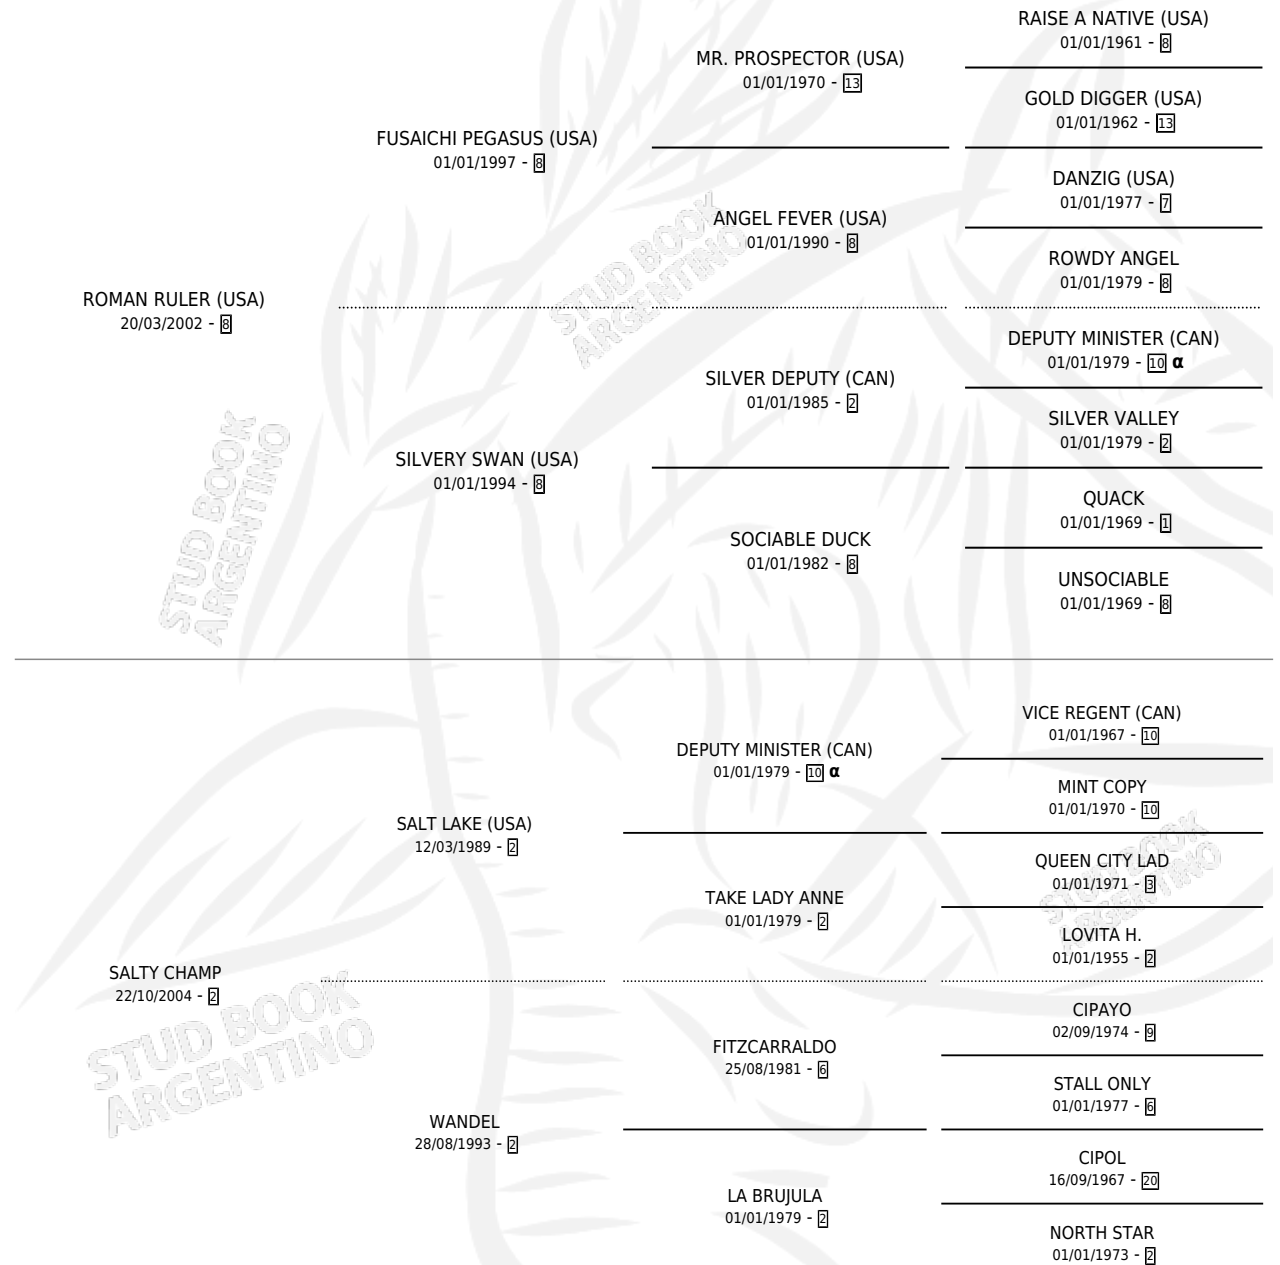 RAISE A NATIVE (USA)
01/01/1961 - 8
MR. PROSPECTOR (USA)
01/01/1970 - 13
GOLD DIGGER (USA)
01/01/1962 - 13
FUSAICHI PEGASUS (USA)
01/01/1997 - 8
DANZIG (USA)
01/01/1977 - 7
ANGEL FEVER (USA)
01/01/1990 - 8
ROWDY ANGEL
01/01/1979 - 8
ROMAN RULER (USA)
20/03/2002 - 8
DEPUTY MINISTER (CAN)
01/01/1979 - 10 α
SILVER DEPUTY (CAN)
01/01/1985 - 2
SILVER VALLEY
01/01/1979 - 2
SILVERY SWAN (USA)
01/01/1994 - 8
QUACK
01/01/1969 - 1
SOCIABLE DUCK
01/01/1982 - 8
UNSOCIABLE
01/01/1969 - 8
VICE REGENT (CAN)
01/01/1967 - 10
DEPUTY MINISTER (CAN)
01/01/1979 - 10 α
MINT COPY
01/01/1970 - 10
SALT LAKE (USA)
12/03/1989 - 2
QUEEN CITY LAD
01/01/1971 - 3
TAKE LADY ANNE
01/01/1979 - 2
LOVITA H.
01/01/1955 - 2
SALTY CHAMP
22/10/2004 - 2
CIPAYO
02/09/1974 - 9
FITZCARRALDO
25/08/1981 - 6
STALL ONLY
01/01/1977 - 6
WANDEL
28/08/1993 - 2
CIPOL
16/09/1967 - 20
LA BRUJULA
01/01/1979 - 2
NORTH STAR
01/01/1973 - 2
STUD BOOK
ARGENTINO
STUD BOOK
ARGENTINO
STUD BOOK
ARGENTINO
STUD BOOK
ARGENTINO